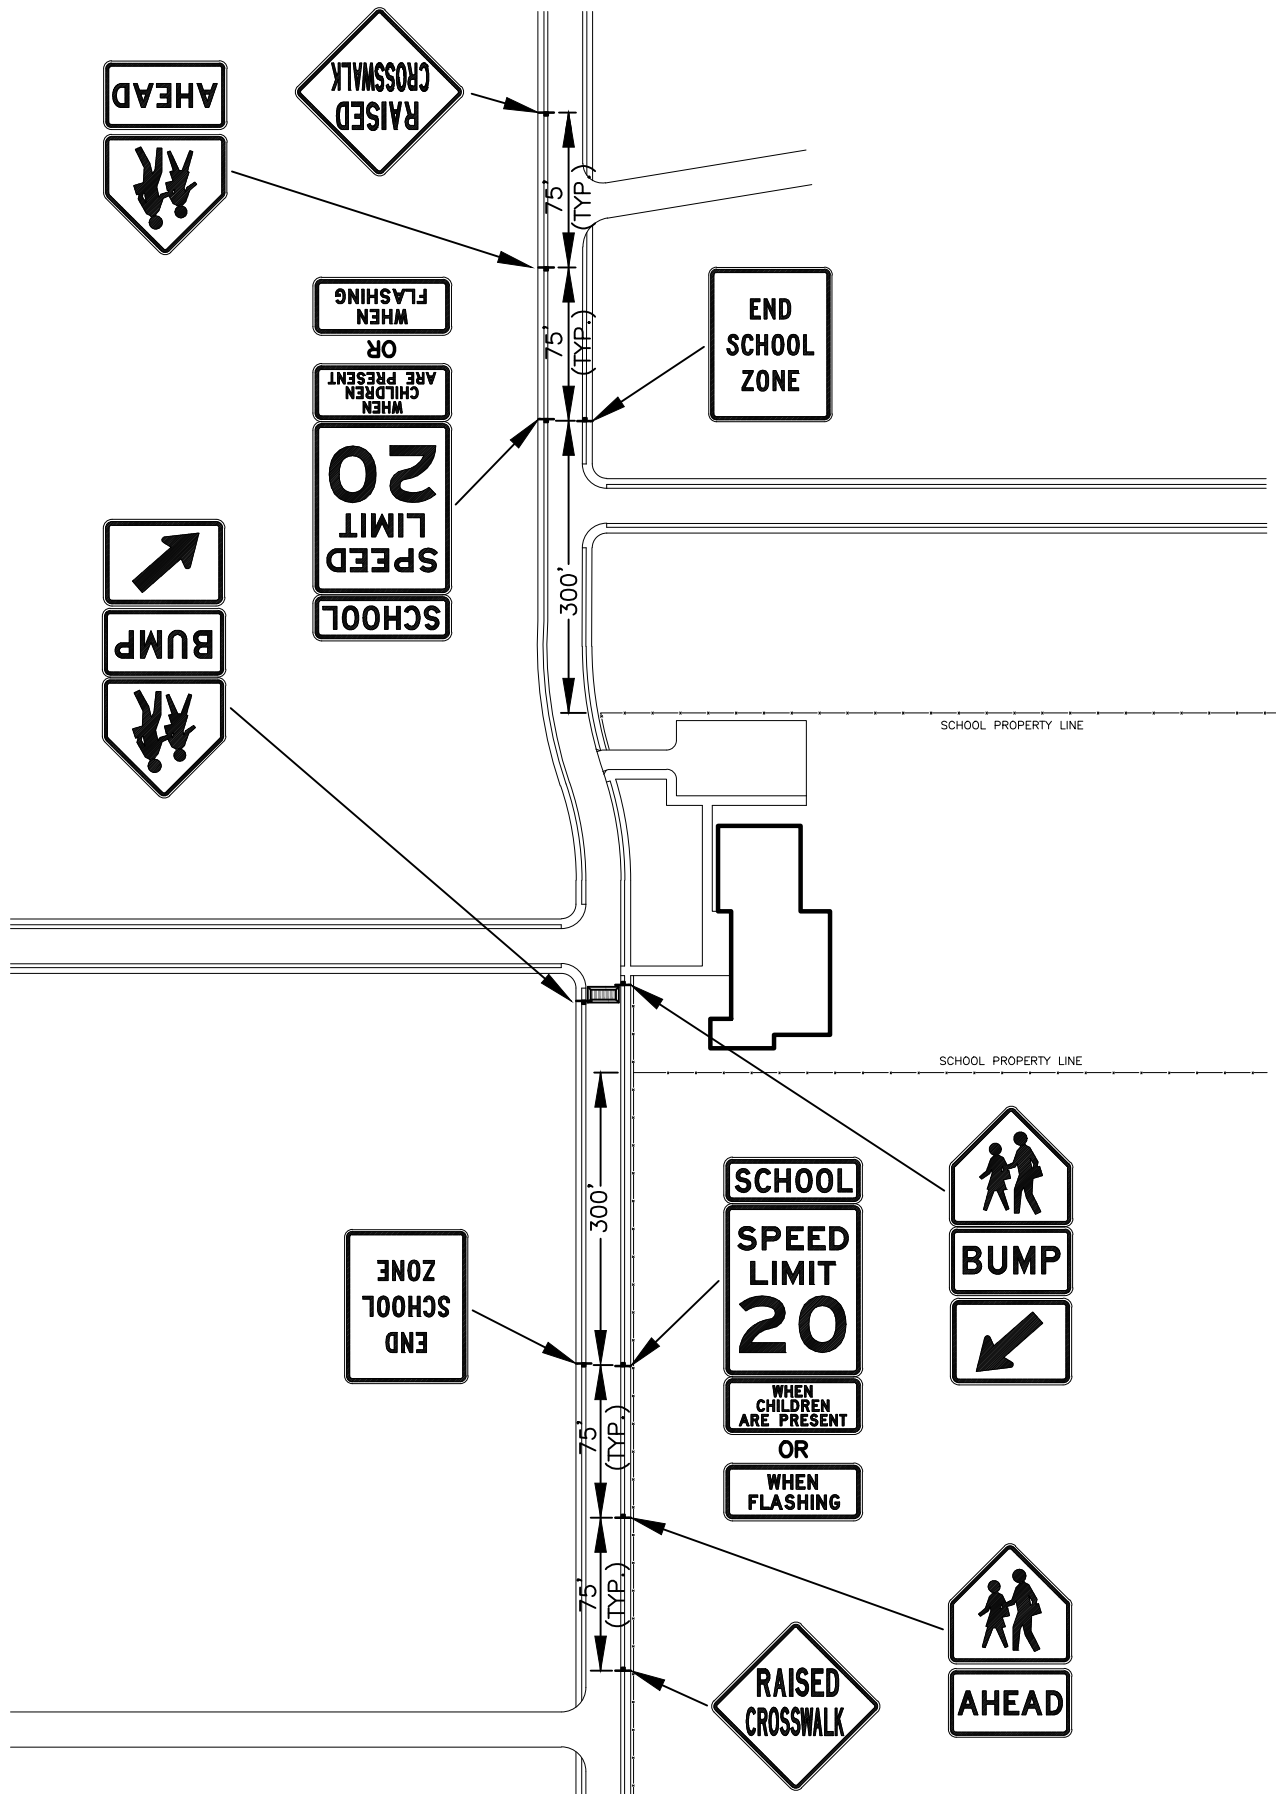 RAISED
CROSSWALK
AHEAD
75'
(TYP.)
SCHOOL
SPEED
LIMIT
20
WHEN
CHILDREN
ARE PRESENT
OR
WHEN
FLASHING
75'
(TYP.)
END
SCHOOL
ZONE
BUMP
300'
SCHOOL PROPERTY LINE
SCHOOL PROPERTY LINE
BUMP
300'
SCHOOL
SPEED
LIMIT
20
WHEN
CHILDREN
ARE PRESENT
OR
WHEN
FLASHING
END
SCHOOL
ZONE
75'
(TYP.)
75'
(TYP.)
AHEAD
RAISED
CROSSWALK